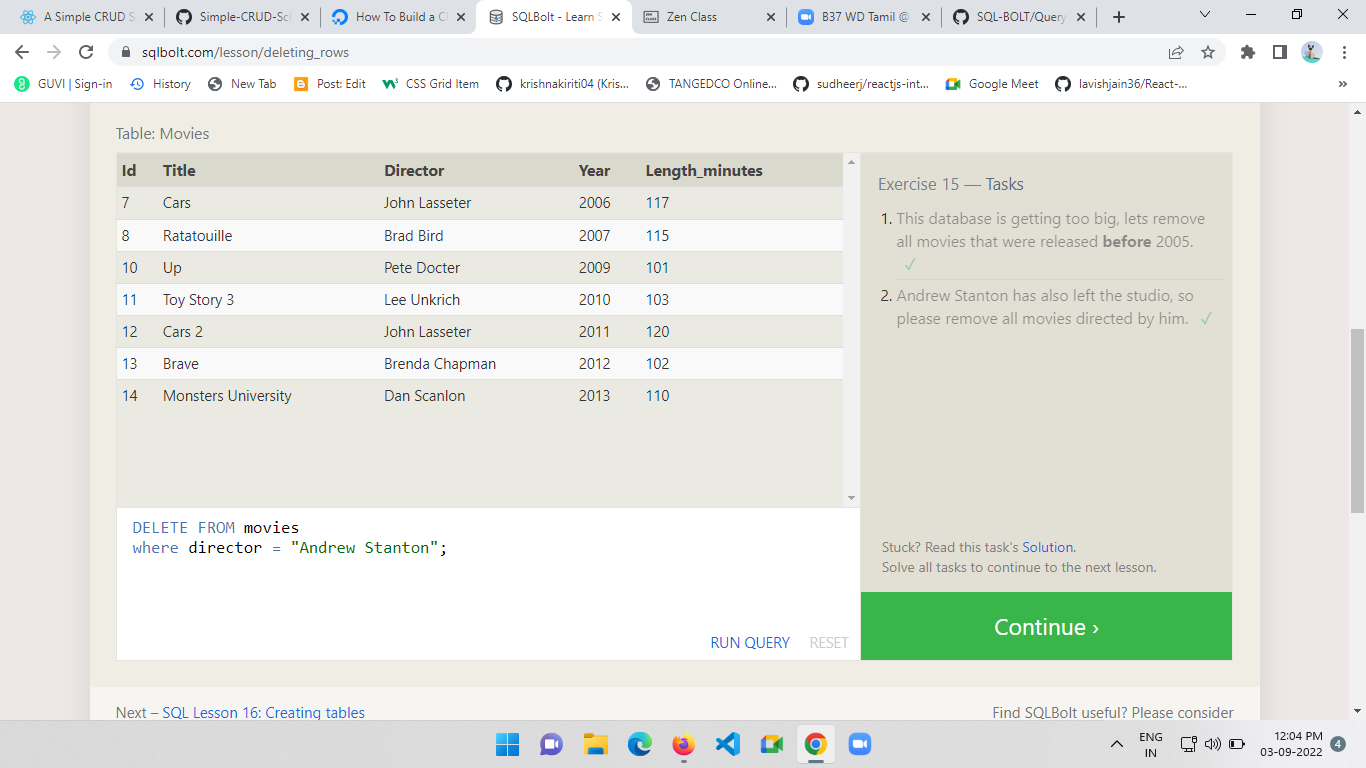 A Simple CRUD S
Simple-CRUD-Scl
How To Build a C
SQLBolt - Learn S
Zen Class
B37 WD Tamil @
SQL-BOLT/Query
sqlbolt.com/lesson/deleting_rows
GUVI | Sign-in
History
New Tab
Post: Edit
CSS Grid Item
krishnakiriti04 (Kris...
TANGEDCO Online...
sudheerj/reactjs-int...
Google Meet
lavishjain36/React-...
»
Table: Movies
Id Title Director Year Length_minutes
7 Cars John Lasseter 2006 117
8 Ratatouille Brad Bird 2007 115
10 Up Pete Docter 2009 101
11 Toy Story 3 Lee Unkrich 2010 103
12 Cars 2 John Lasseter 2011 120
13 Brave Brenda Chapman 2012 102
14 Monsters University Dan Scanlon 2013 110
DELETE FROM movies
where director = "Andrew Stanton";
RUN QUERY RESET
Exercise 15 — Tasks
1. This database is getting too big, lets remove
all movies that were released before 2005.
✓
2. Andrew Stanton has also left the studio, so
please remove all movies directed by him. ✓
Stuck? Read this task's Solution.
Solve all tasks to continue to the next lesson.
Continue ›
Next – SQL Lesson 16: Creating tables
Find SQLBolt useful? Please consider
ENG
IN
12:04 PM
03-09-2022
4